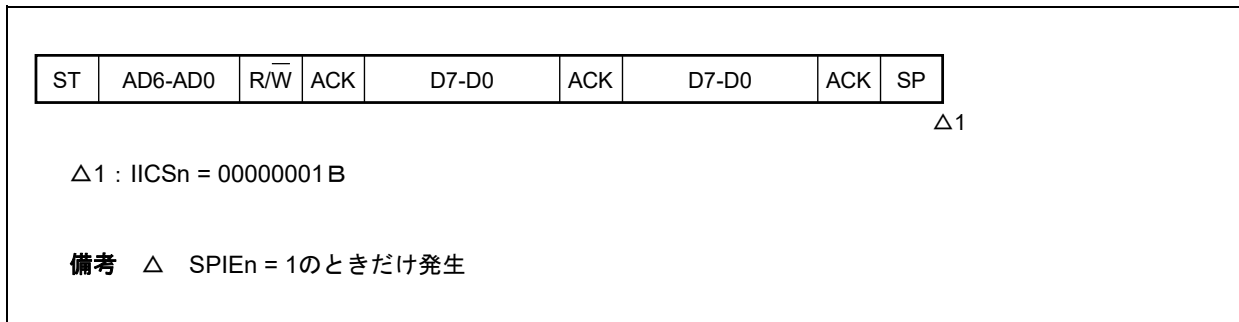 ST AD6-AD0 R/W̅ ACK D7-D0 ACK D7-D0 ACK SP
△1
△1：IICSn = 00000001B
備考 △ SPIEn = 1のときだけ発生